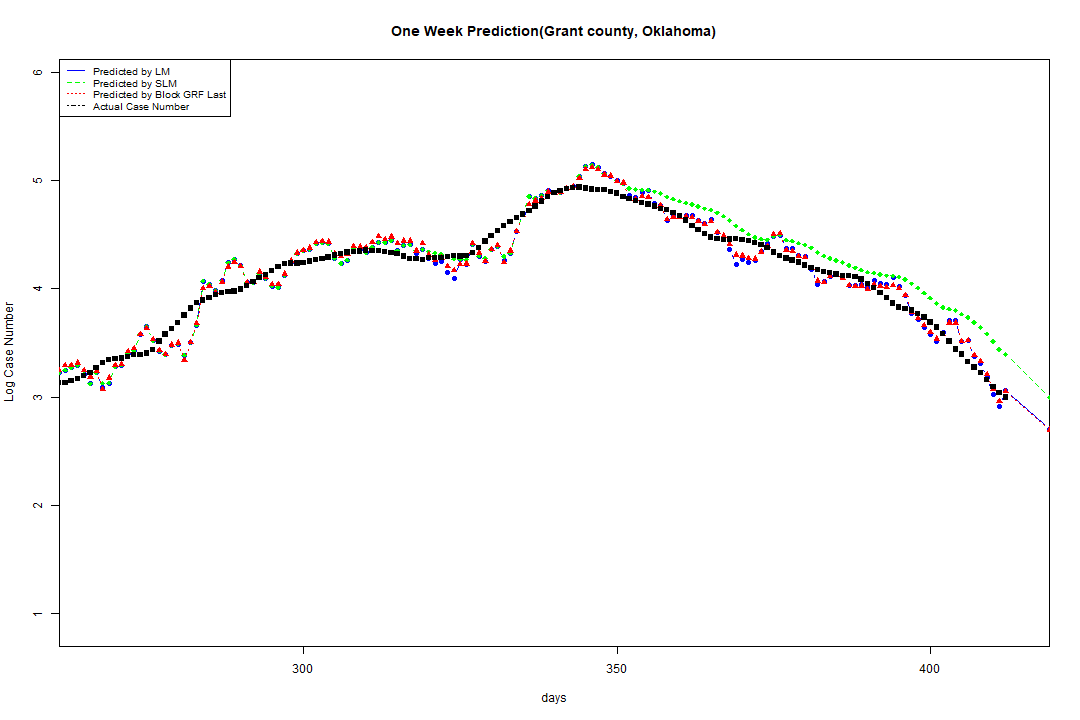 One Week Prediction(Grant county, Oklahoma)
Predicted by LM
Predicted by SLM
Predicted by Block GRF Last
Actual Case Number
6
5
4
3
2
1
Log Case Number
300
350
400
days